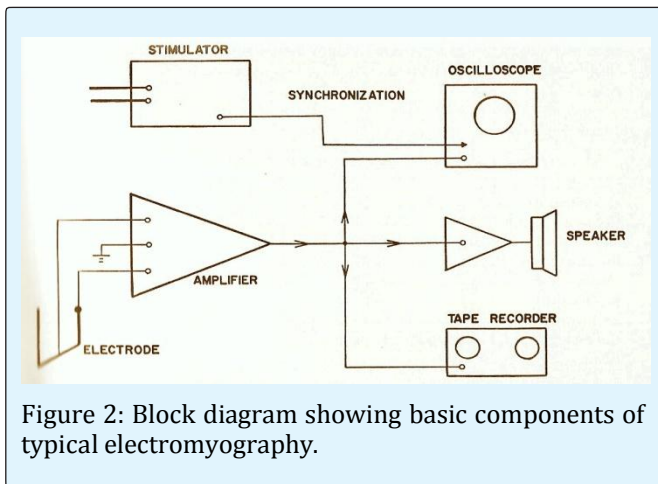 STIMULATOR
OSCILLOSCOPE
SYNCHRONIZATION
SPEAKER
AMPLIFIER
TAPE RECORDER
ELECTRODE
Figure 2: Block diagram showing basic components of
typical electromyography.